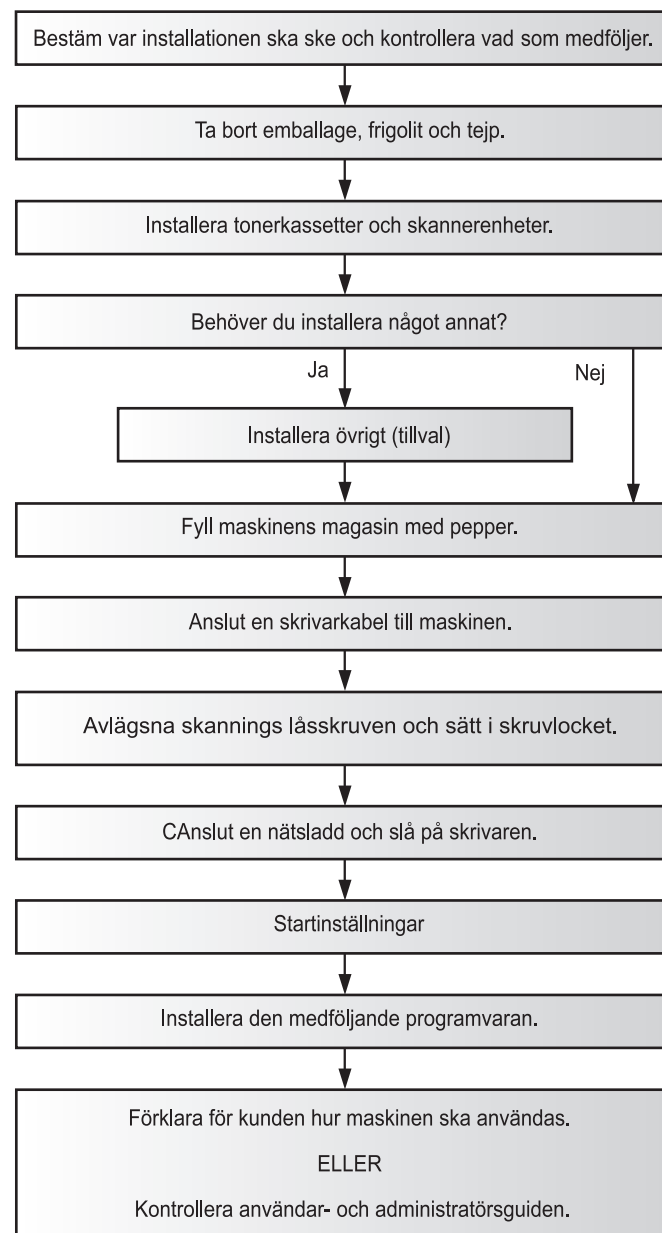 Bestäm var installationen ska ske och kontrollera vad som medföljer.
Ta bort emballage, frigolit och tejp.
Installera tonerkassetter och skannerenheter.
Behöver du installera något annat?
Ja
Nej
Installera övrigt (tillval)
Fyll maskinens magasin med pepper.
Anslut en skrivarkabel till maskinen.
Avlägsna skannings låsskruven och sätt i skruvlocket.
CAnslut en nätsladd och slå på skrivaren.
Startinställningar
Installera den medföljande programvaran.
Förklara för kunden hur maskinen ska användas.
ELLER
Kontrollera användar- och administratörsguiden.